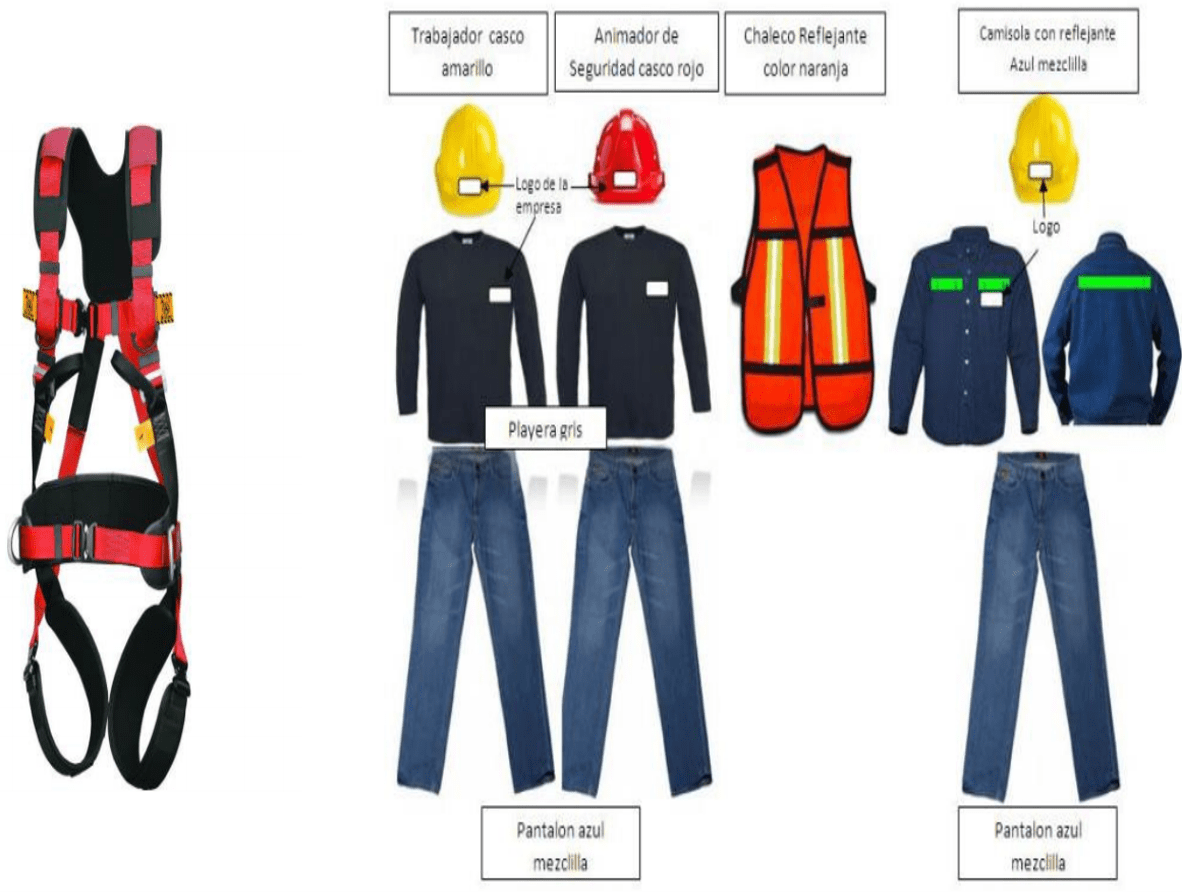 Trabajador casco
amarillo
Animador de
Seguridad casco rojo
Chaleco Reflejante
color naranja
Camisola con reflejante
Azul mezclilla
Logo de la
empresa
Logo
Playera gris
Pantalon azul
mezclilla
Pantalon azul
mezclilla